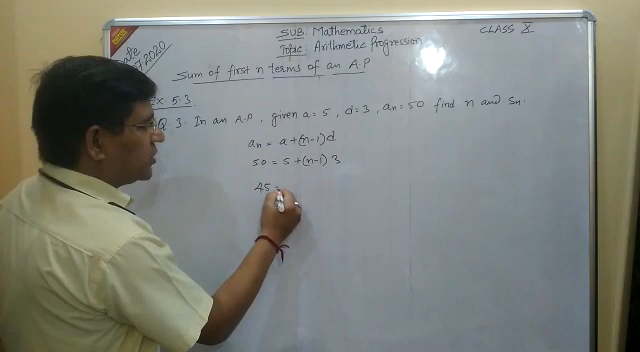 SUB. Mathematics
CLASS X
Topic: Arithmetic Progression
2020
Sum of first n terms of an A.P
Ex 5.3
Q.3. In an A.P, given a = 5, d = 3, an = 50 find n and Sn.
an = a + (n-1)d
50 = 5 + (n-1) 3
45 =